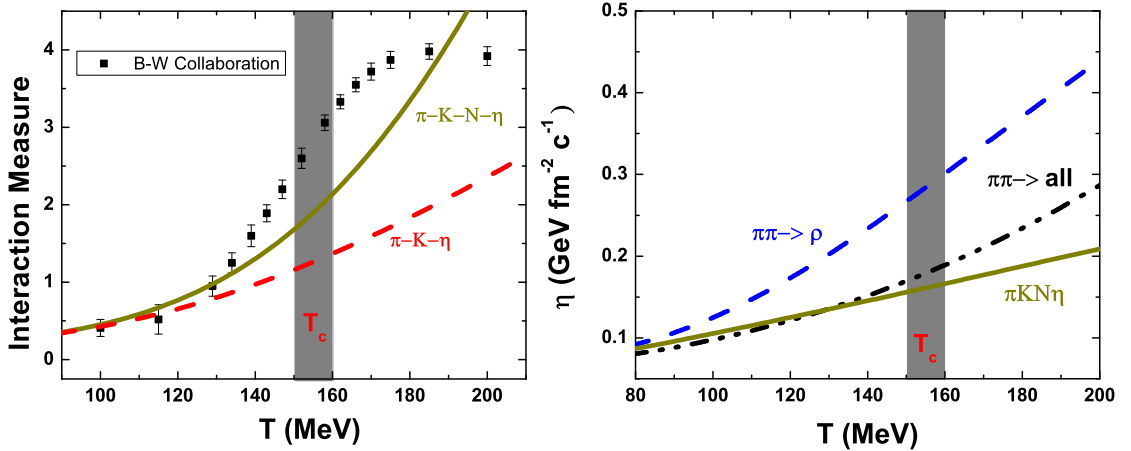 Interaction Measure
4
3
2
1
0
B-W Collaboration
π−K−N−η
π−K−η
Tc
100 120 140 160 180 200
T (MeV)
η (GeV fm-2 c-1)
0.5
0.4
0.3
0.2
0.1
ππ−> all
ππ−> ρ
πKNη
Tc
80 100 120 140 160 180 200
T (MeV)